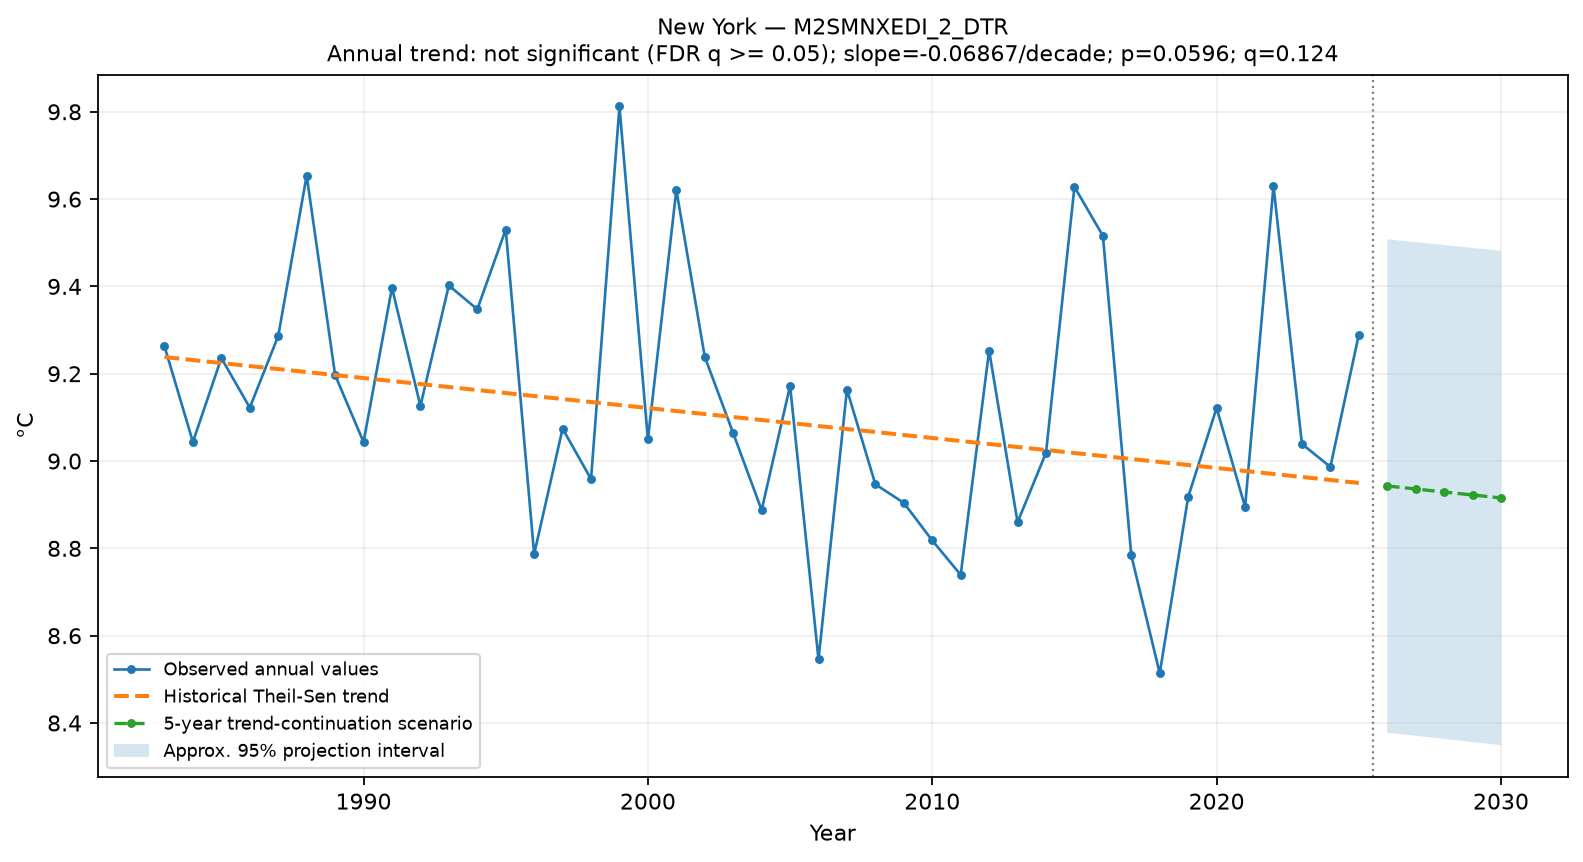 New York — M2SMNXEDI_2_DTR
Annual trend: not significant (FDR q >= 0.05); slope=-0.06867/decade; p=0.0596; q=0.124
9.8
9.6
9.4
9.2
9.0
8.8
8.6
8.4
°C
Observed annual values
Historical Theil-Sen trend
5-year trend-continuation scenario
Approx. 95% projection interval
1990 2000 2010 2020 2030
Year